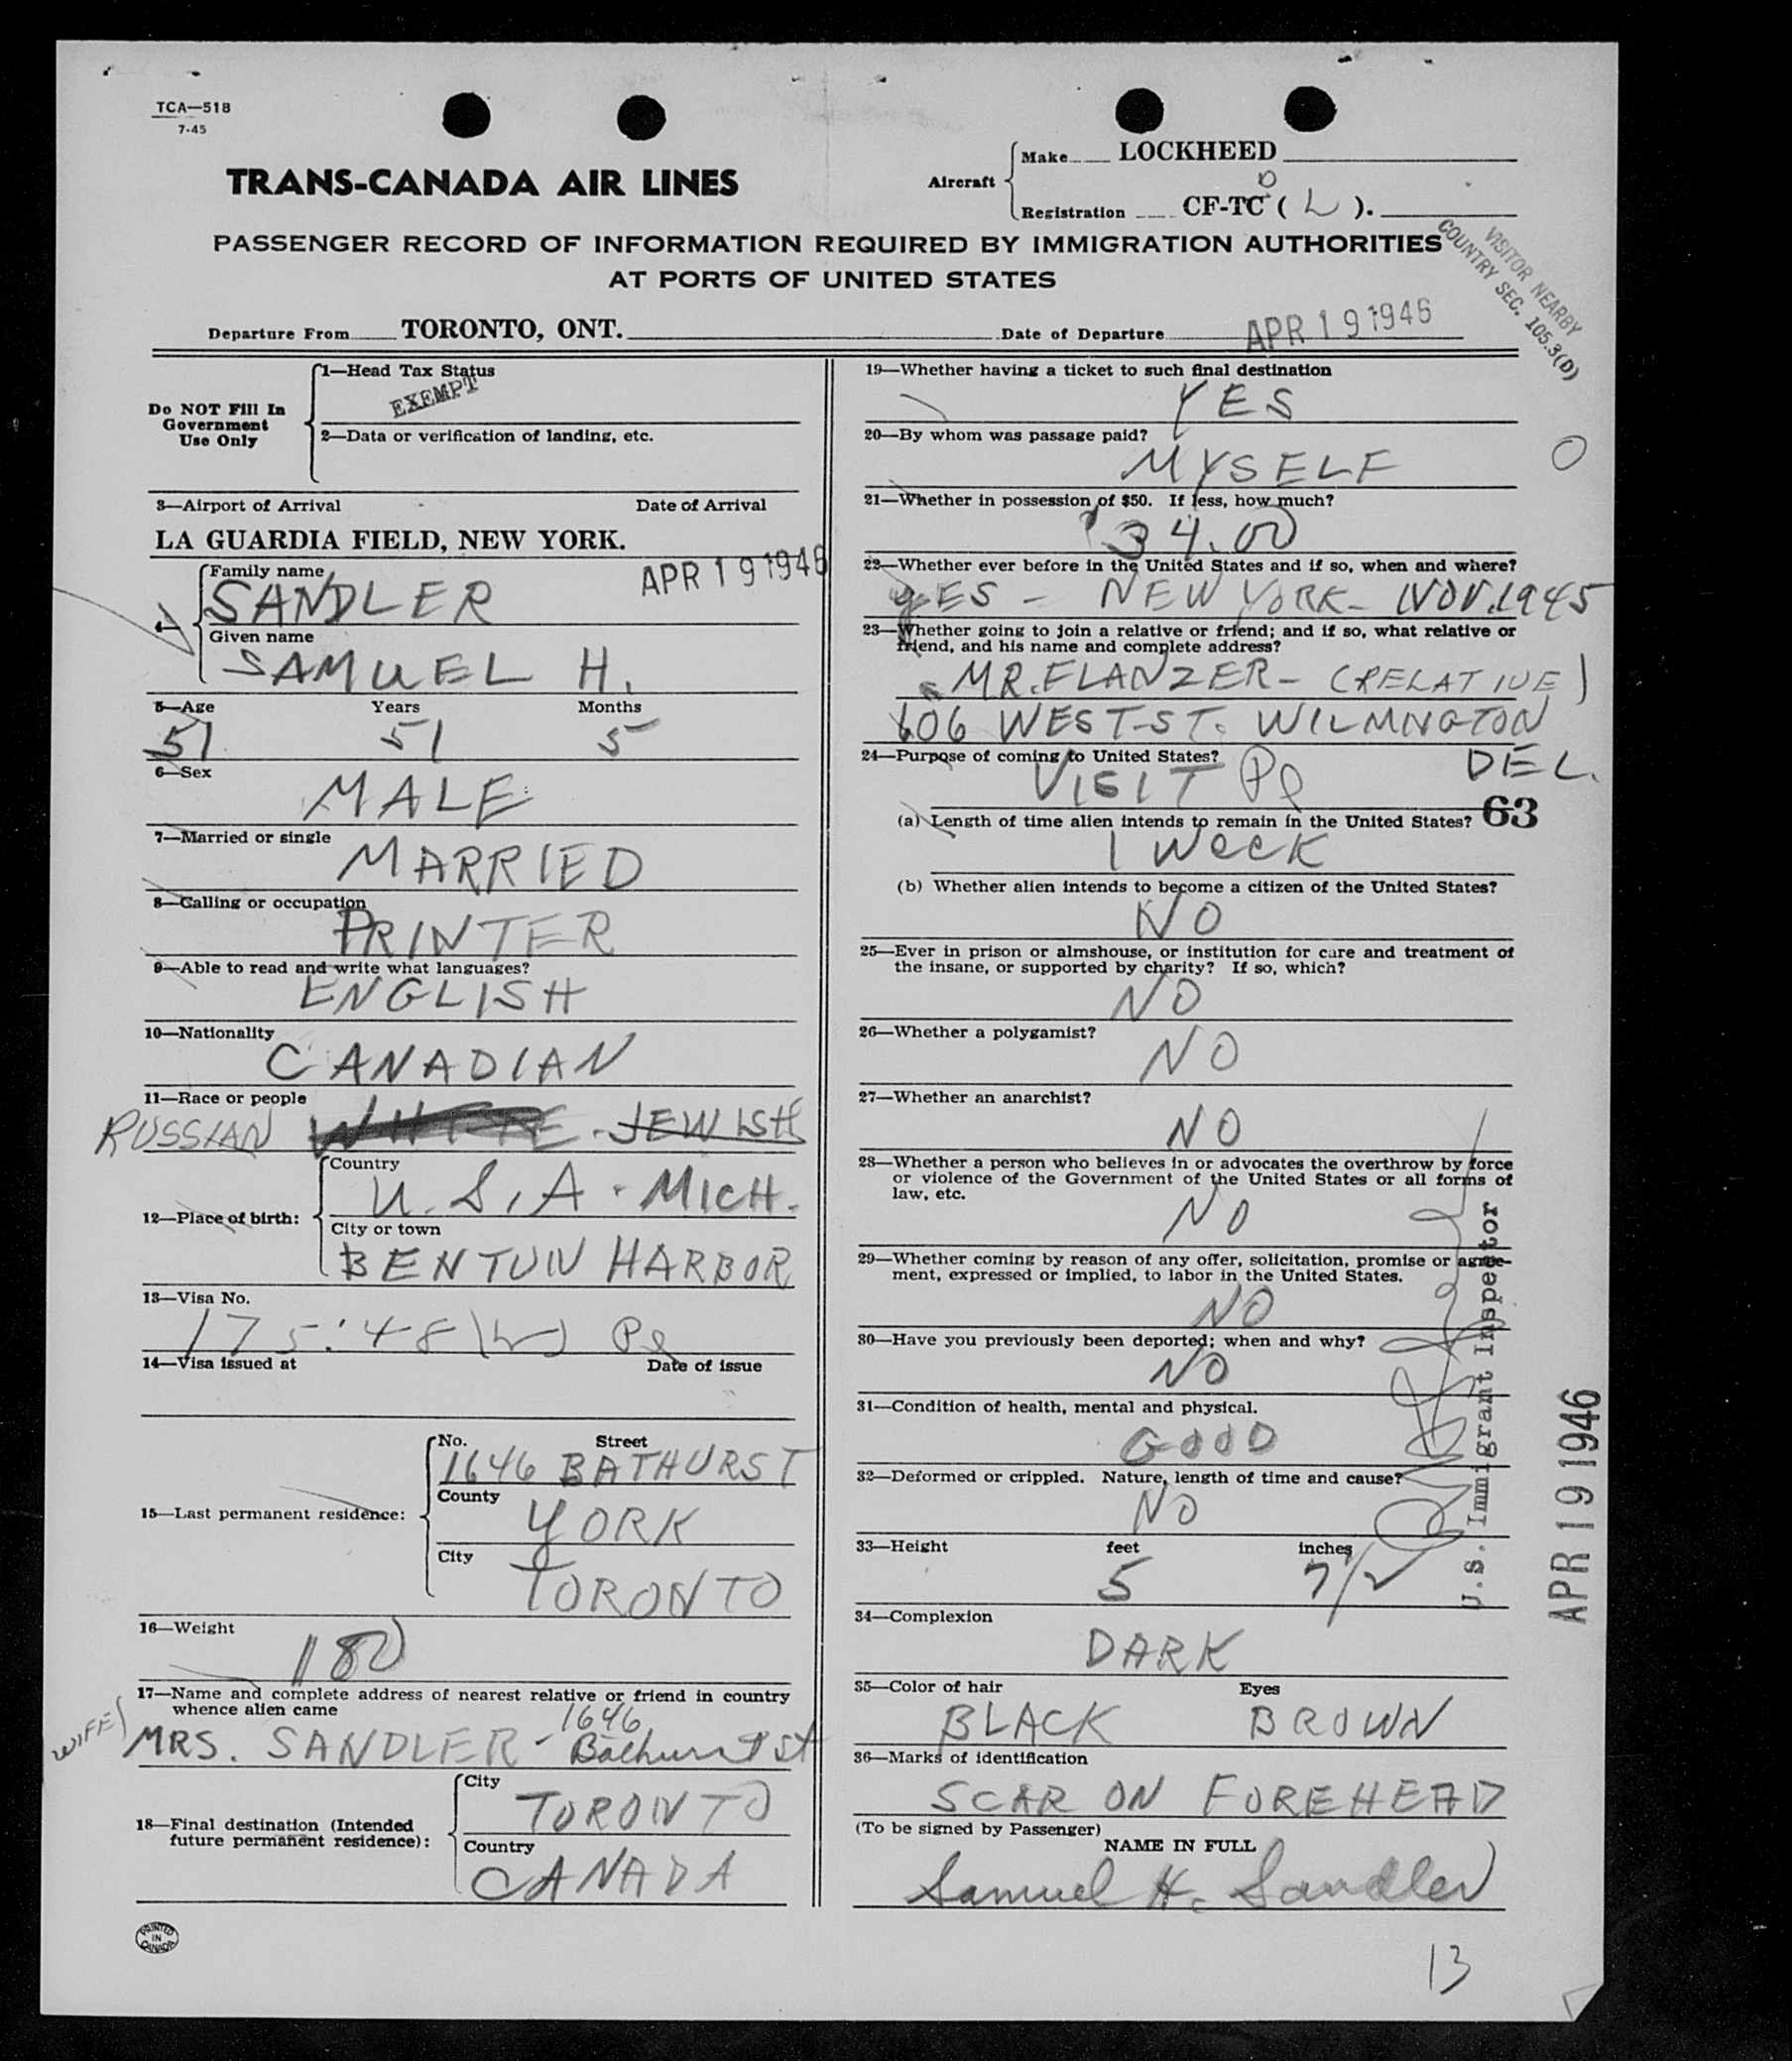 TCA—518
7-45
TRANS-CANADA AIR LINES
Aircraft
Make LOCKHEED
Registration CF-TC D ( L ).
PASSENGER RECORD OF INFORMATION REQUIRED BY IMMIGRATION AUTHORITIES
AT PORTS OF UNITED STATES
VISITOR NEARBY
COUNTRY SEC. 105.3(D)
Departure From TORONTO, ONT. Date of Departure APR 19 1946
Do NOT Fill In
Government
Use Only
1—Head Tax Status
EXEMPT
2—Data or verification of landing, etc.
3—Airport of Arrival Date of Arrival
LA GUARDIA FIELD, NEW YORK.
APR 19 1946
4—
Family name
SANDLER
Given name
SAMUEL H.
5—Age Years Months
51 51 5
6—Sex
MALE
7—Married or single
MARRIED
8—Calling or occupation
PRINTER
9—Able to read and write what languages?
ENGLISH
10—Nationality
CANADIAN
11—Race or people
RUSSIAN WHITE - JEWISH
12—Place of birth:
Country
U.S.A - MICH.
City or town
BENTON HARBOR
13—Visa No.
175:48
14—Visa issued at Date of issue
15—Last permanent residence:
No. Street
1646 BATHURST
County
YORK
City
TORONTO
16—Weight
180
17—Name and complete address of nearest relative or friend in country
whence alien came
1646
WIFE) MRS. SANDLER - Bathurst St
18—Final destination (Intended
future permanent residence):
City
TORONTO
Country
CANADA
PRINTED
IN
CANADA
19—Whether having a ticket to such final destination
YES
20—By whom was passage paid?
MYSELF
0
21—Whether in possession of $50. If less, how much?
34.00
22—Whether ever before in the United States and if so, when and where?
YES - NEW YORK - NOV. 1945
23—Whether going to join a relative or friend; and if so, what relative or
friend, and his name and complete address?
MR. FLANZER - (RELATIVE)
606 WEST-ST. WILMNGTON
DEL.
24—Purpose of coming to United States?
VISIT
63
(a) Length of time alien intends to remain in the United States?
1 WEEK
(b) Whether alien intends to become a citizen of the United States?
NO
25—Ever in prison or almshouse, or institution for care and treatment of
the insane, or supported by charity? If so, which?
NO
26—Whether a polygamist?
NO
27—Whether an anarchist?
NO
28—Whether a person who believes in or advocates the overthrow by force
or violence of the Government of the United States or all forms of
law, etc.
NO
29—Whether coming by reason of any offer, solicitation, promise or agree-
ment, expressed or implied, to labor in the United States.
NO
30—Have you previously been deported; when and why?
NO
31—Condition of health, mental and physical.
GOOD
32—Deformed or crippled. Nature, length of time and cause?
NO
33—Height feet inches
5 7 1/2
34—Complexion
DARK
35—Color of hair Eyes
BLACK BROWN
36—Marks of identification
SCAR ON FOREHEAD
(To be signed by Passenger)
NAME IN FULL
Samuel H. Sandler
U.S. Immigrant Inspector
APR 19 1946
13